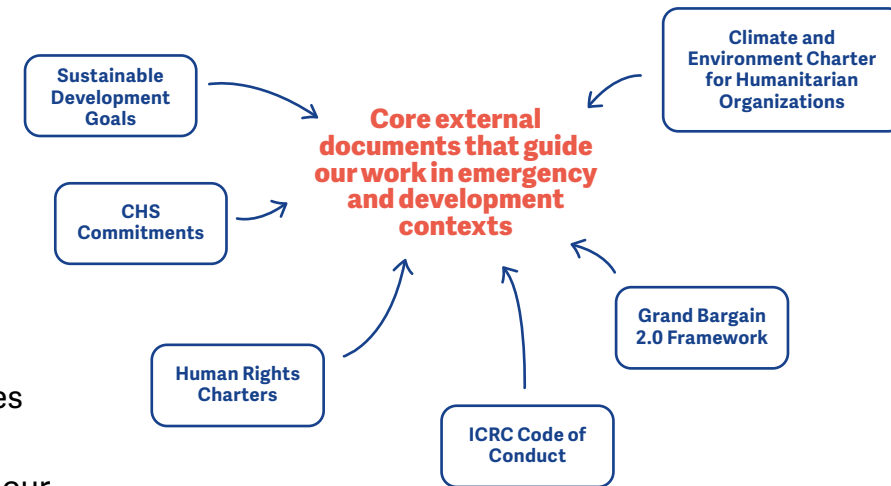 Sustainable
Development
Goals
Climate and
Environment Charter
for Humanitarian
Organizations
Core external
documents that guide
our work in emergency
and development
contexts
CHS
Commitments
Grand Bargain
2.0 Framework
Human Rights
Charters
ICRC Code of
Conduct